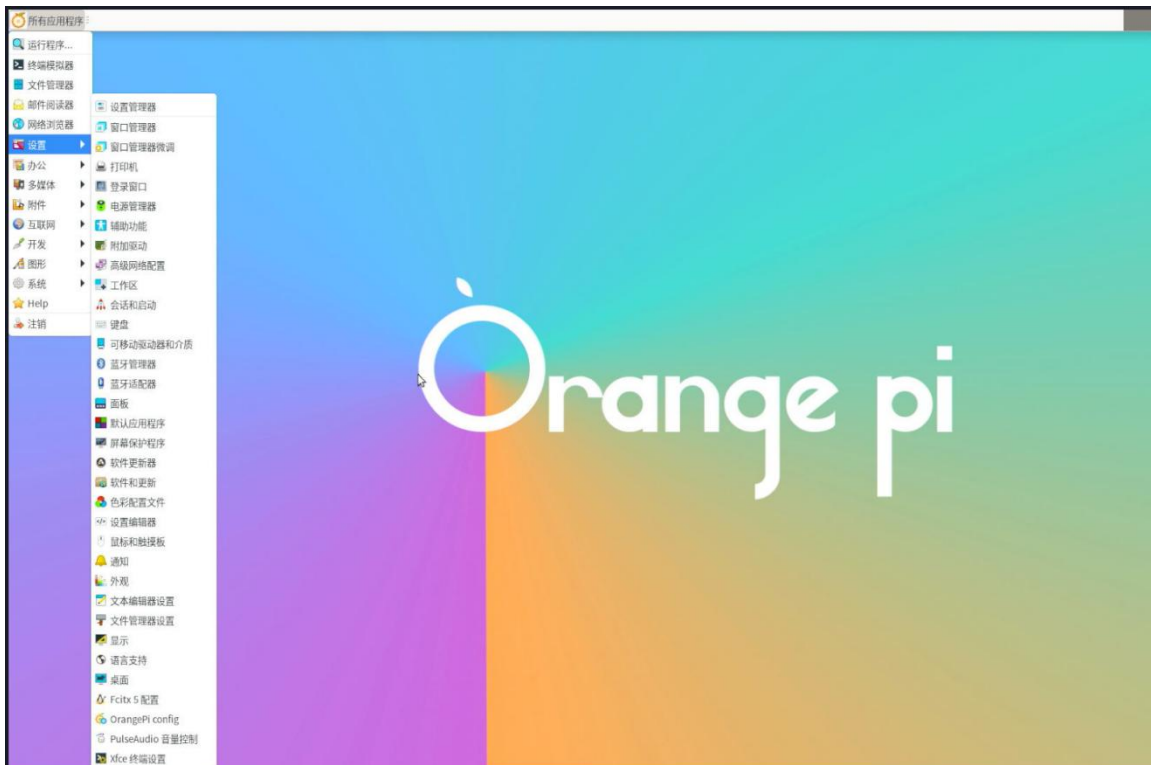 所有应用程序
运行程序...
终端模拟器
文件管理器
邮件阅读器
网络浏览器
设置
办公
多媒体
附件
互联网
开发
图形
系统
Help
注销
设置管理器
窗口管理器
窗口管理器微调
打印机
登录窗口
电源管理器
辅助功能
附加驱动
高级网络配置
工作区
会话和启动
键盘
可移动驱动器和介质
蓝牙管理器
蓝牙适配器
面板
默认应用程序
屏幕保护程序
软件更新器
软件和更新
色彩配置文件
设置编辑器
鼠标和触摸板
通知
外观
文本编辑器设置
文件管理器设置
显示
语言支持
桌面
Fcitx 5 配置
OrangePi config
PulseAudio 音量控制
Xfce 终端设置
Orange pi